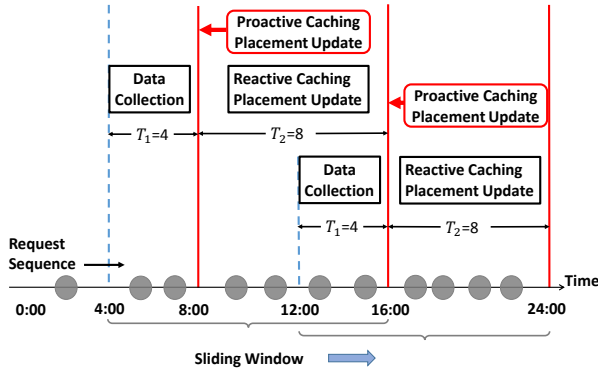 Proactive Caching
Placement Update
Data
Collection
Reactive Caching
Placement Update
Proactive Caching
Placement Update
T₁=4
T₂=8
Data
Collection
Reactive Caching
Placement Update
T₁=4
T₂=8
Request
Sequence
Time
0:00
4:00
8:00
12:00
16:00
24:00
Sliding Window